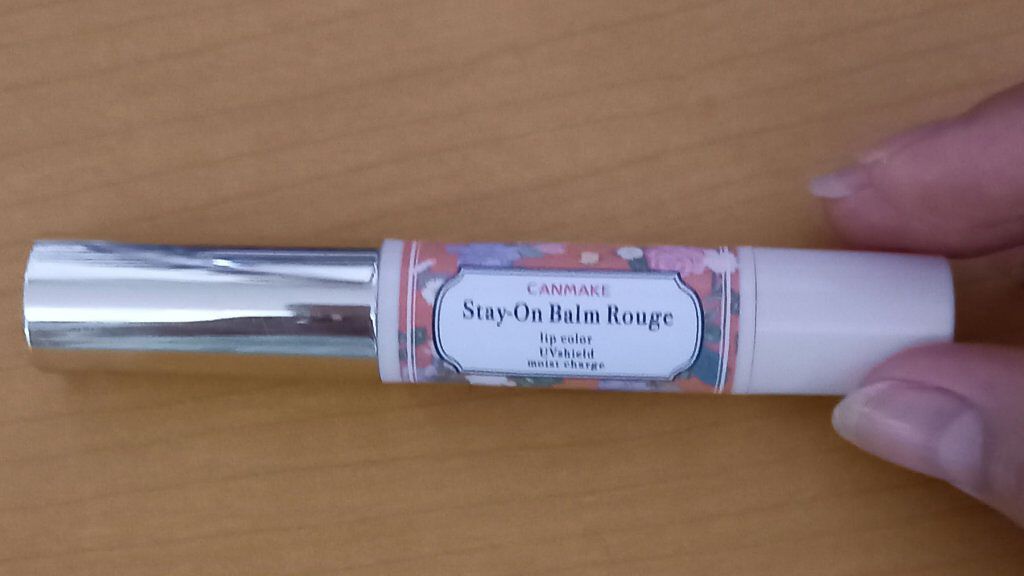 CANMAKE
Stay-On Balm Rouge
lip color
UVshield
moist charge